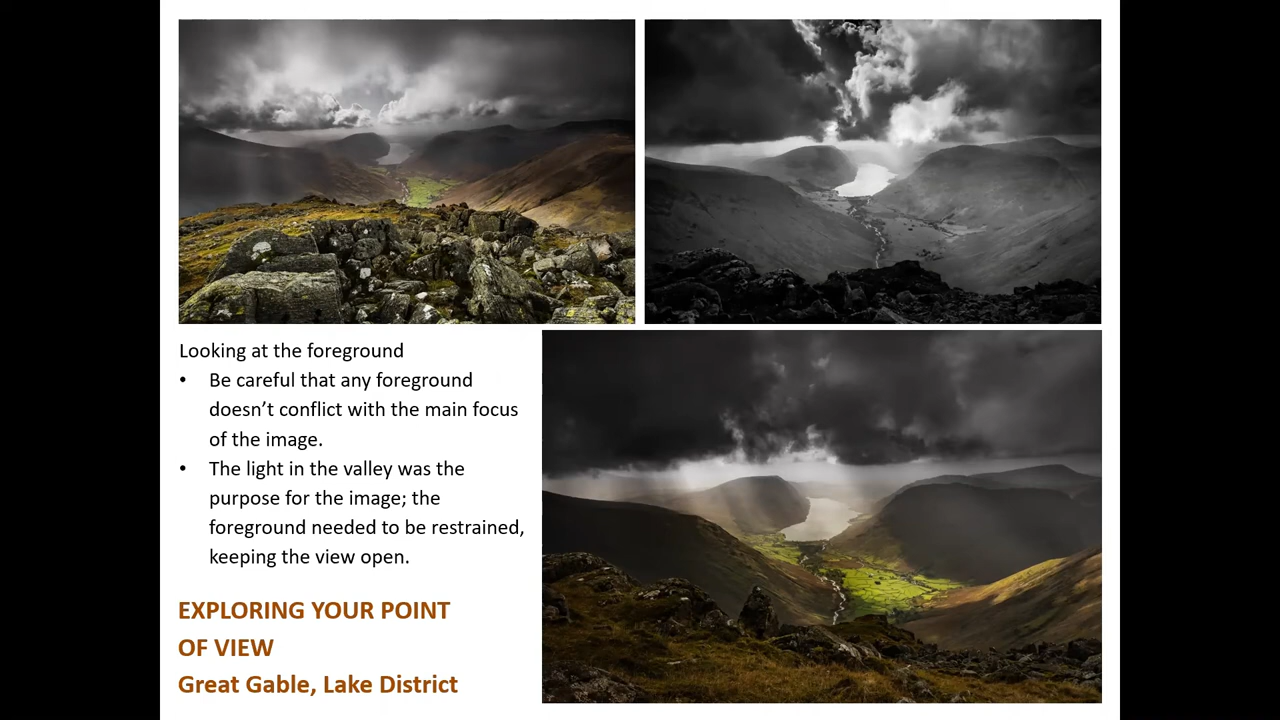 Looking at the foreground
• Be careful that any foreground
doesn’t conflict with the main focus
of the image.
• The light in the valley was the
purpose for the image; the
foreground needed to be restrained,
keeping the view open.
EXPLORING YOUR POINT
OF VIEW
Great Gable, Lake District